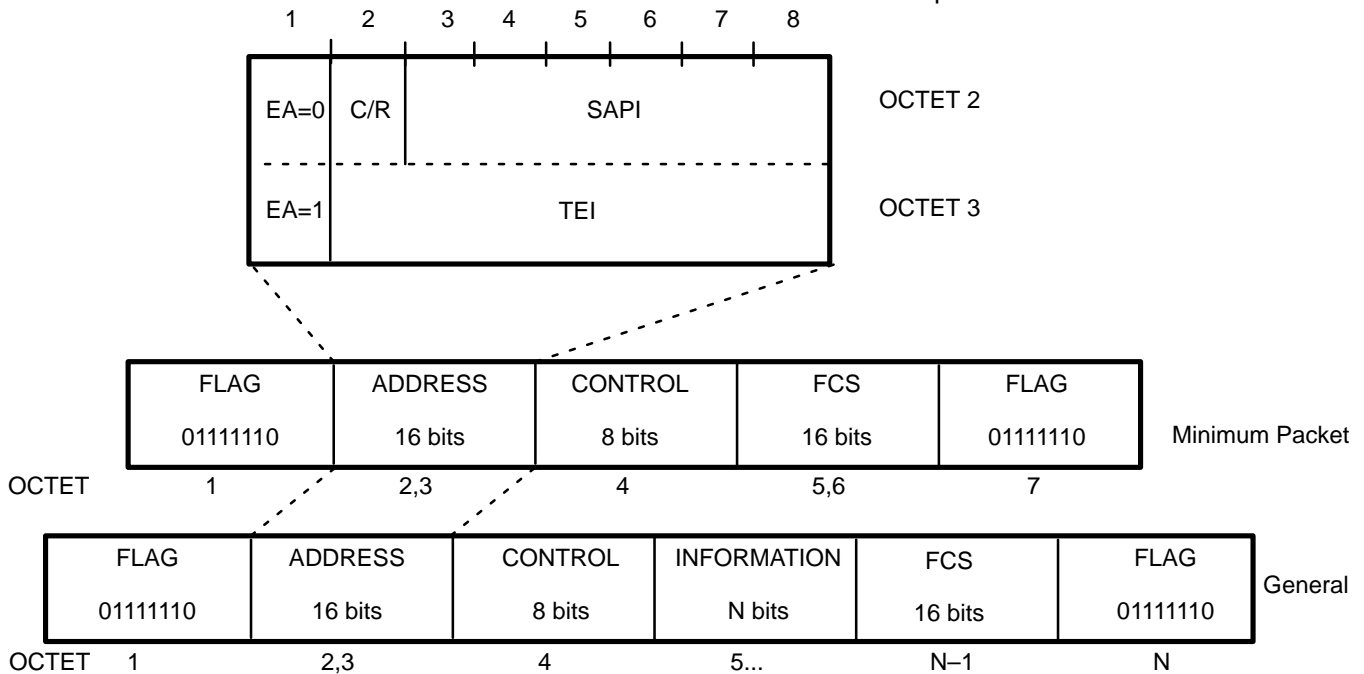 1 2 3 4 5 6 7 8
EA=0 C/R SAPI OCTET 2
EA=1 TEI OCTET 3
FLAG ADDRESS CONTROL FCS FLAG
01111110 16 bits 8 bits 16 bits 01111110 Minimum Packet
OCTET 1 2,3 4 5,6 7
FLAG ADDRESS CONTROL INFORMATION FCS FLAG
General
01111110 16 bits 8 bits N bits 16 bits 01111110
OCTET 1 2,3 4 5... N–1 N